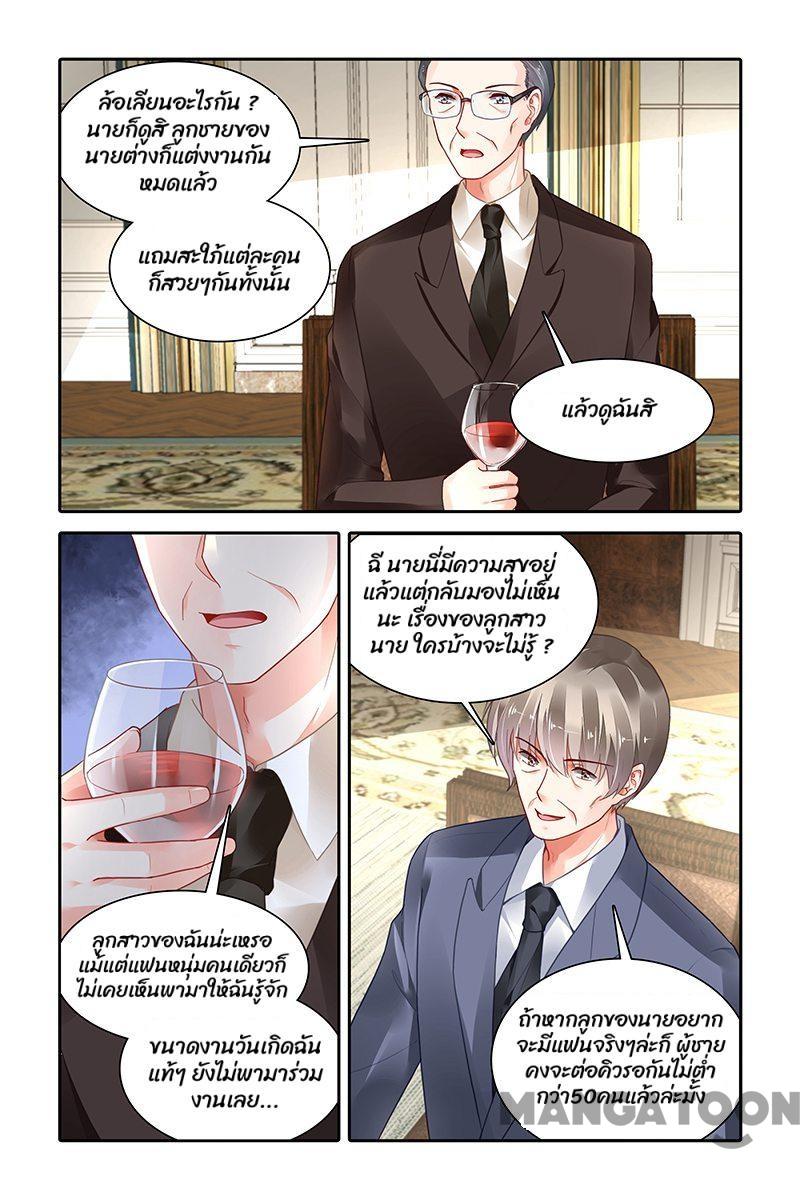 ล้อเลียนอะไรกัน ?
นายก็ดูสิ ลูกชายของ
นายต่างก็แต่งงานกัน
หมดแล้ว
แถมสะใภ้แต่ละคน
ก็สวยๆกันทั้งนั้น
แล้วดูฉันสิ
ลูกสาวของฉันน่ะเหรอ
แม้แต่แฟนหนุ่มคนเดียวก็
ไม่เคยเห็นพามาให้ฉันรู้จัก
ขนาดงานวันเกิดฉัน
แท้ๆ ยังไม่พามาร่วม
งานเลย...
ฉี นายนี่มีความสุขอยู่
แล้วแต่กลับมองไม่เห็น
นะ เรื่องของลูกสาว
นาย ใครบ้างจะไม่รู้ ?
ถ้าหากลูกของนายอยาก
จะมีแฟนจริงๆล่ะก็ ผู้ชาย
คงจะต่อคิวรอกันไม่ต่ำ
กว่า50คนแล้วล่ะมั้ง
MANGATOON